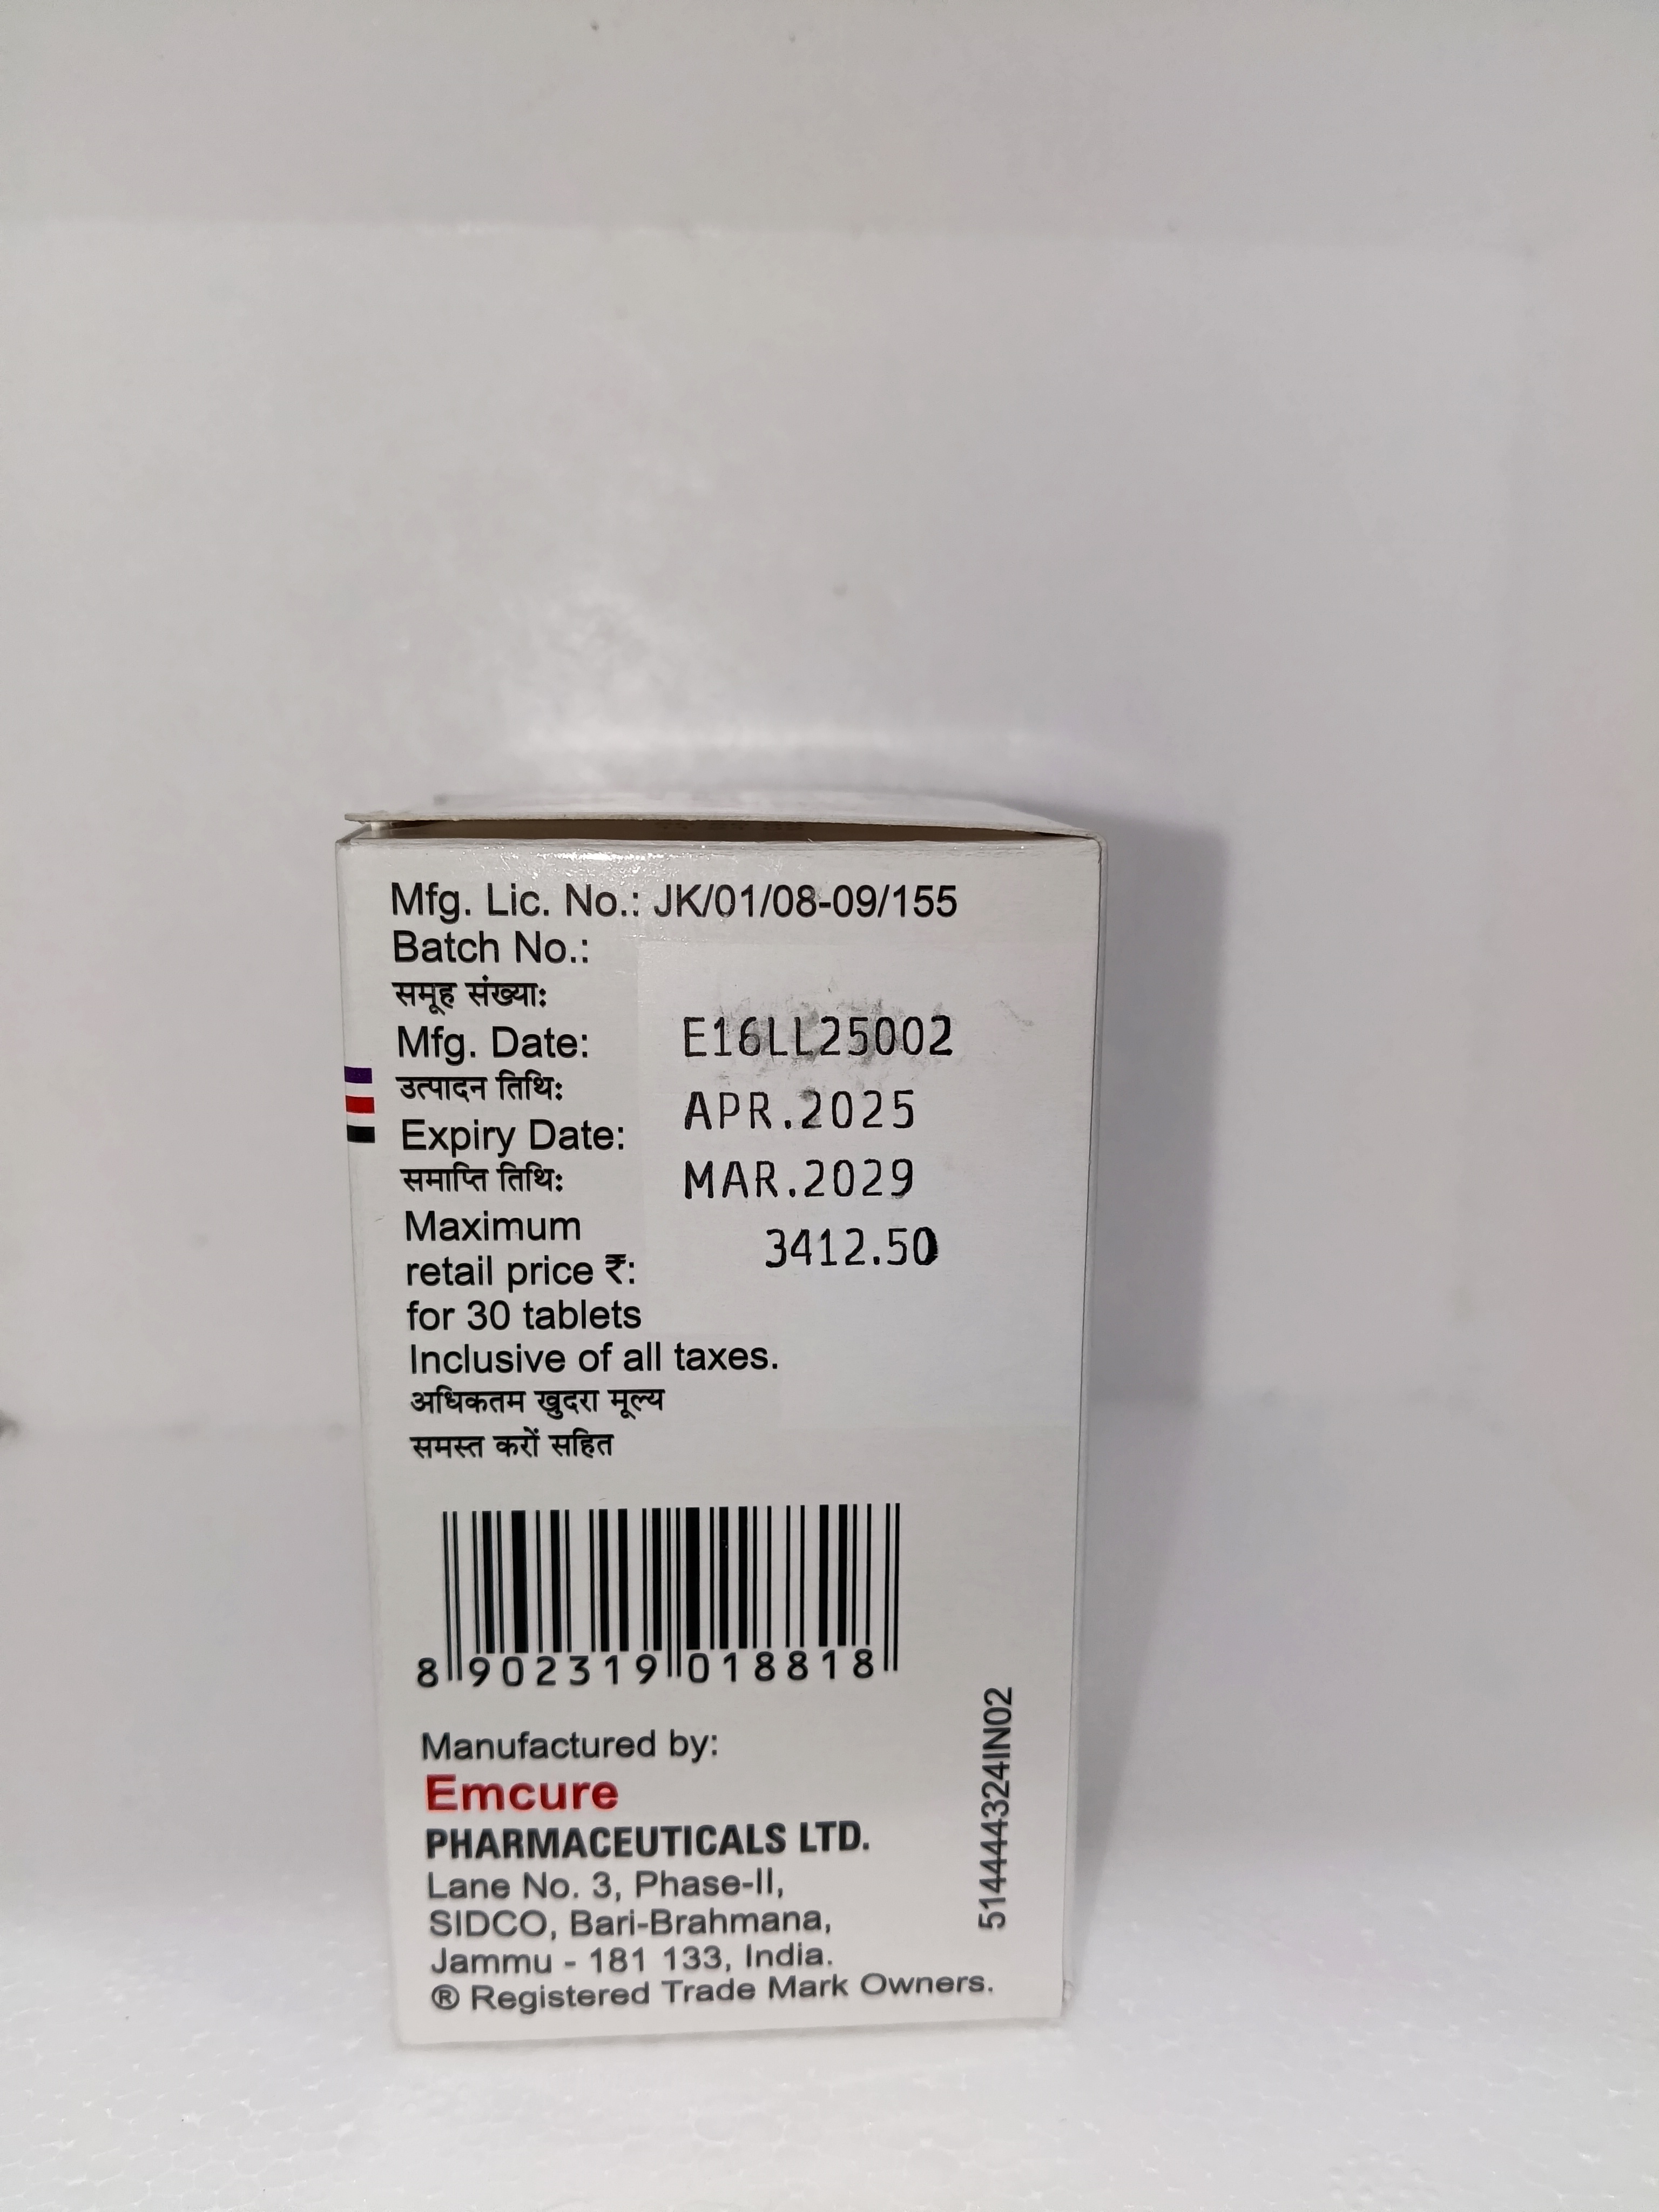 Mfg. Lic. No.: JK/01/08-09/155
Batch No.:
समूह संख्याः
E16LL25002
Mfg. Date:
उत्पादन तिथिः
APR.2025
Expiry Date:
समाप्ति तिथिः
MAR.2029
Maximum
retail price ₹:
3412.50
for 30 tablets
Inclusive of all taxes.
अधिकतम खुदरा मूल्य
समस्त करों सहित
8 902319 018818
Manufactured by:
Emcure
PHARMACEUTICALS LTD.
Lane No. 3, Phase-II,
SIDCO, Bari-Brahmana,
Jammu - 181 133, India.
® Registered Trade Mark Owners.
514444324IN02